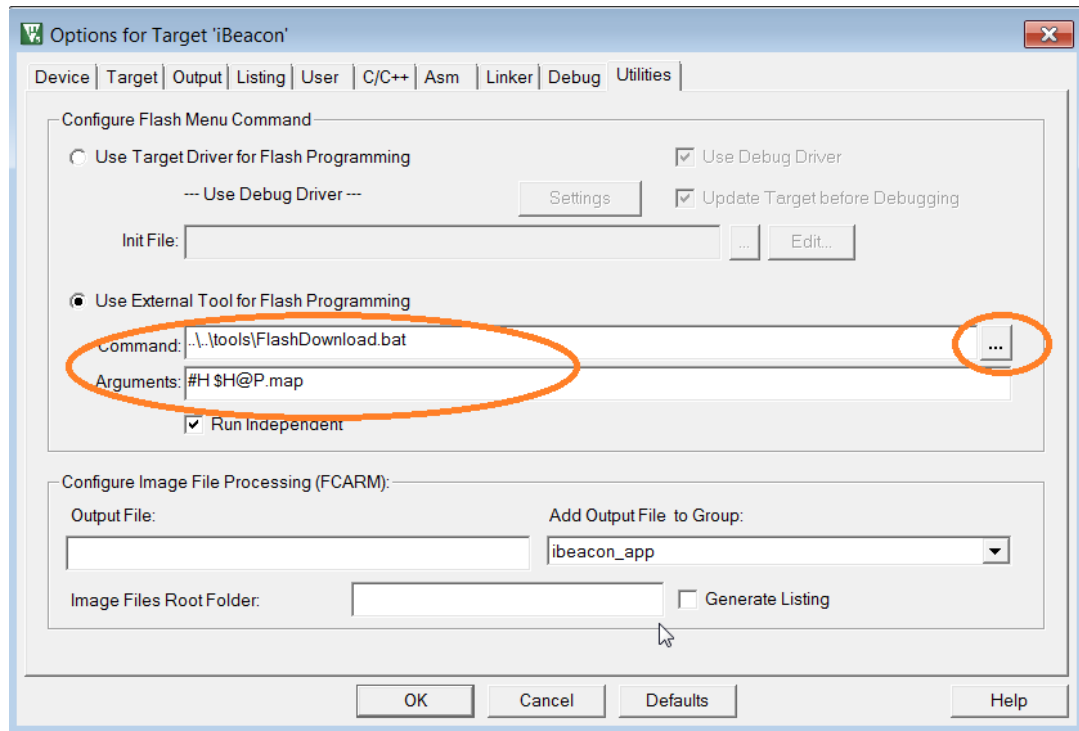 Options for Target 'iBeacon'
Device Target Output Listing User C/C++ Asm Linker Debug Utilities
Configure Flash Menu Command
Use Target Driver for Flash Programming
Use Debug Driver
--- Use Debug Driver ---
Settings
Update Target before Debugging
Init File:
...
Edit...
Use External Tool for Flash Programming
Command: ..\..\tools\FlashDownload.bat
...
Arguments: #H $H@P.map
Run Independent
Configure Image File Processing (FCARM):
Output File:
Add Output File to Group:
ibeacon_app
Image Files Root Folder:
Generate Listing
OK Cancel Defaults Help